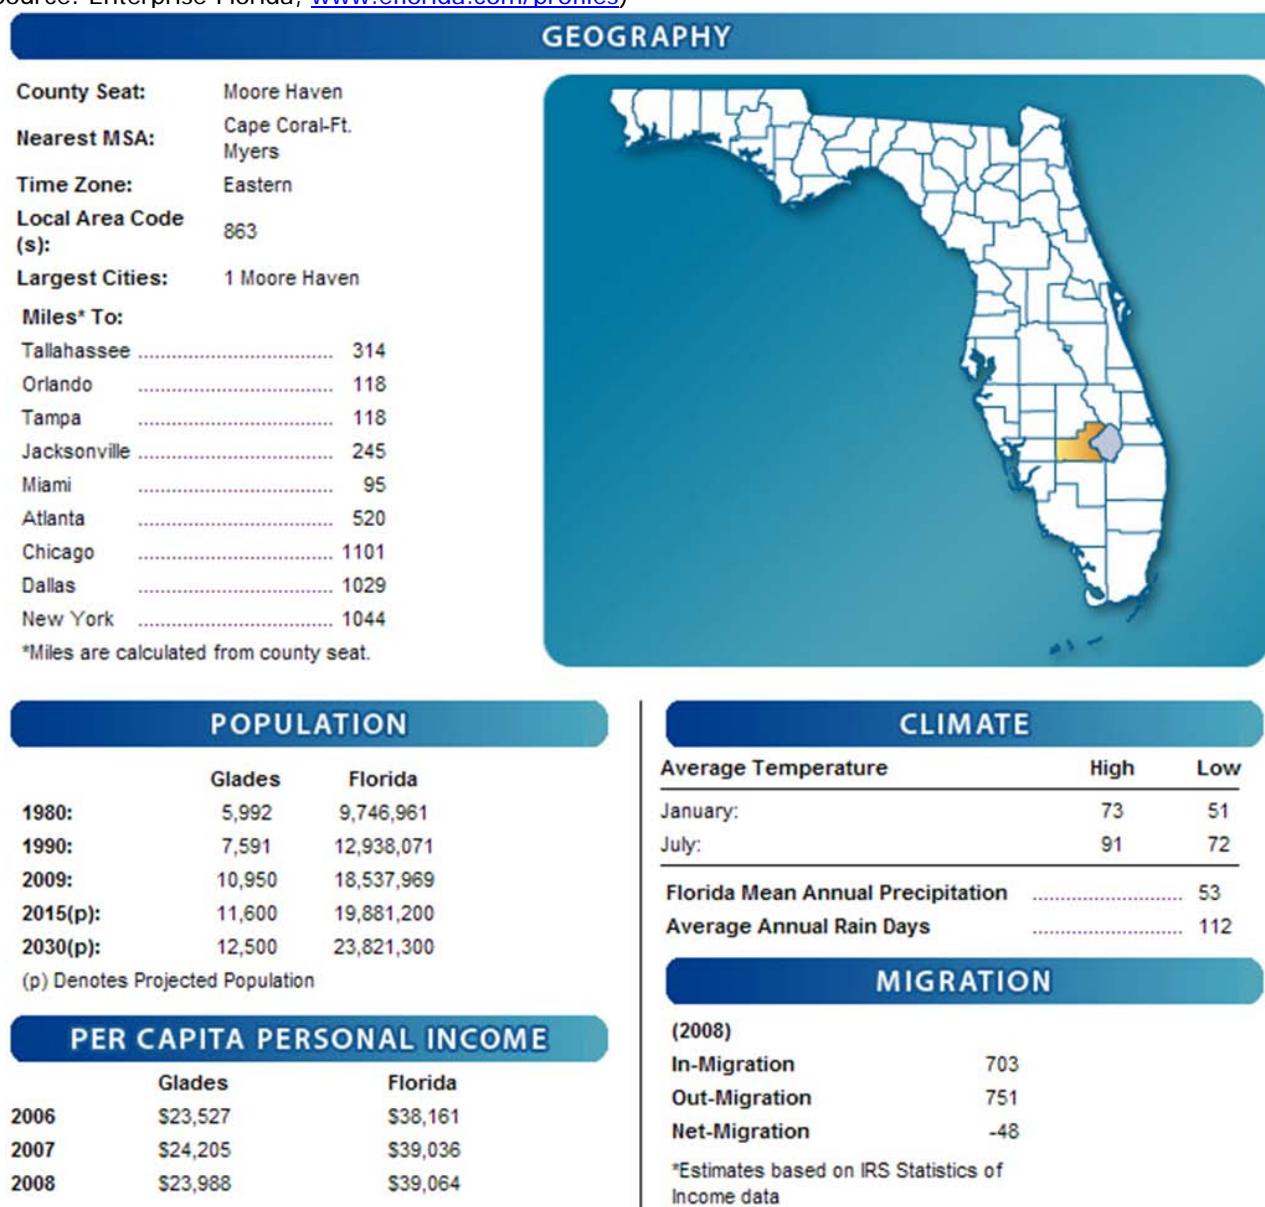 Source: Enterprise Florida, www.eflorida.com/profiles)
GEOGRAPHY
County Seat: Moore Haven
Nearest MSA: Cape Coral-Ft.
Myers
Time Zone: Eastern
Local Area Code
(s): 863
Largest Cities: 1 Moore Haven
Miles* To:
Tallahassee ................................. 314
Orlando ................................. 118
Tampa ................................. 118
Jacksonville ................................. 245
Miami ................................. 95
Atlanta ................................. 520
Chicago ................................. 1101
Dallas ................................. 1029
New York ................................. 1044
*Miles are calculated from county seat.
POPULATION
Glades Florida
1980: 5,992 9,746,961
1990: 7,591 12,938,071
2009: 10,950 18,537,969
2015(p): 11,600 19,881,200
2030(p): 12,500 23,821,300
(p) Denotes Projected Population
PER CAPITA PERSONAL INCOME
Glades Florida
2006 $23,527 $38,161
2007 $24,205 $39,036
2008 $23,988 $39,064
CLIMATE
Average Temperature High Low
January: 73 51
July: 91 72
Florida Mean Annual Precipitation ......................... 53
Average Annual Rain Days ......................... 112
MIGRATION
(2008)
In-Migration 703
Out-Migration 751
Net-Migration -48
*Estimates based on IRS Statistics of
Income data